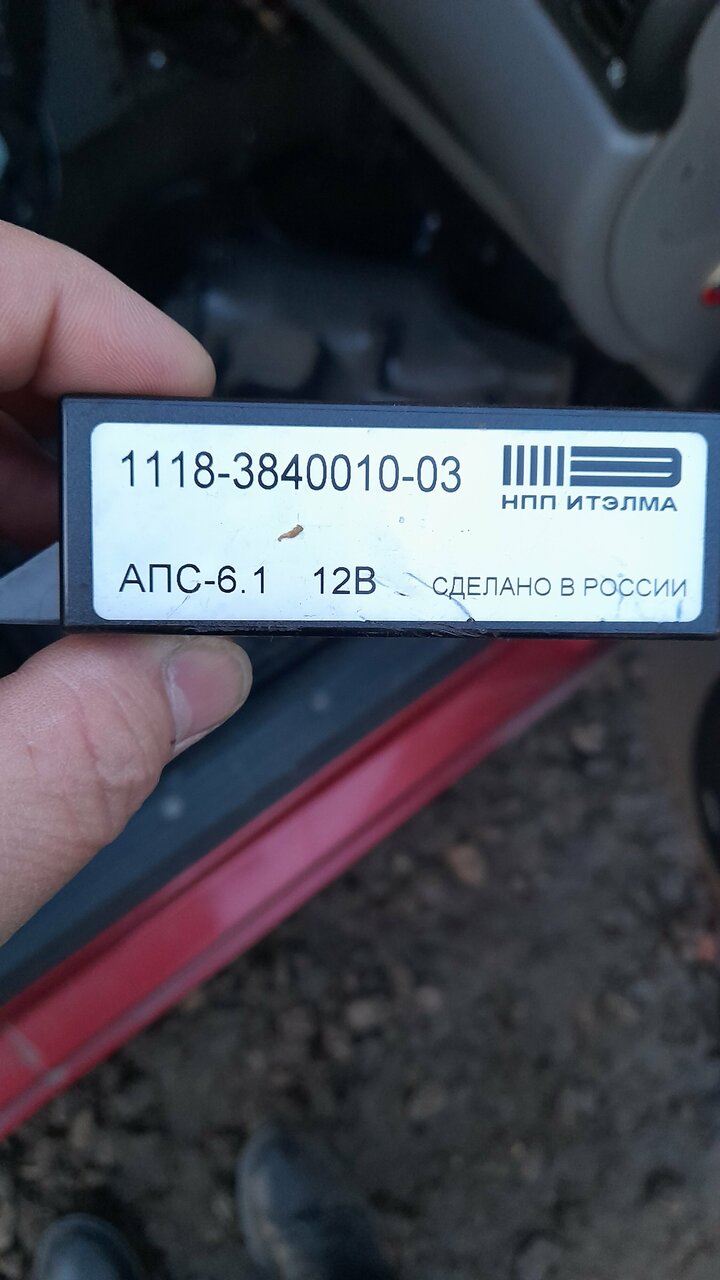 1118-3840010-03
НПП ИТЭЛМА
АПС-6.1 12В СДЕЛАНО В РОССИИ